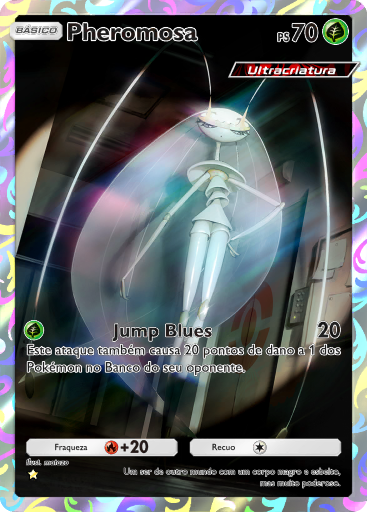 BÁSICO Pheromosa PS 70
Ultracriatura
Jump Blues 20
Este ataque também causa 20 pontos de dano a 1 dos
Pokémon no Banco do seu oponente.
Fraqueza +20 Recuo
Ilust. matazo
Um ser de outro mundo com um corpo magro e esbelto,
mas muito poderoso.